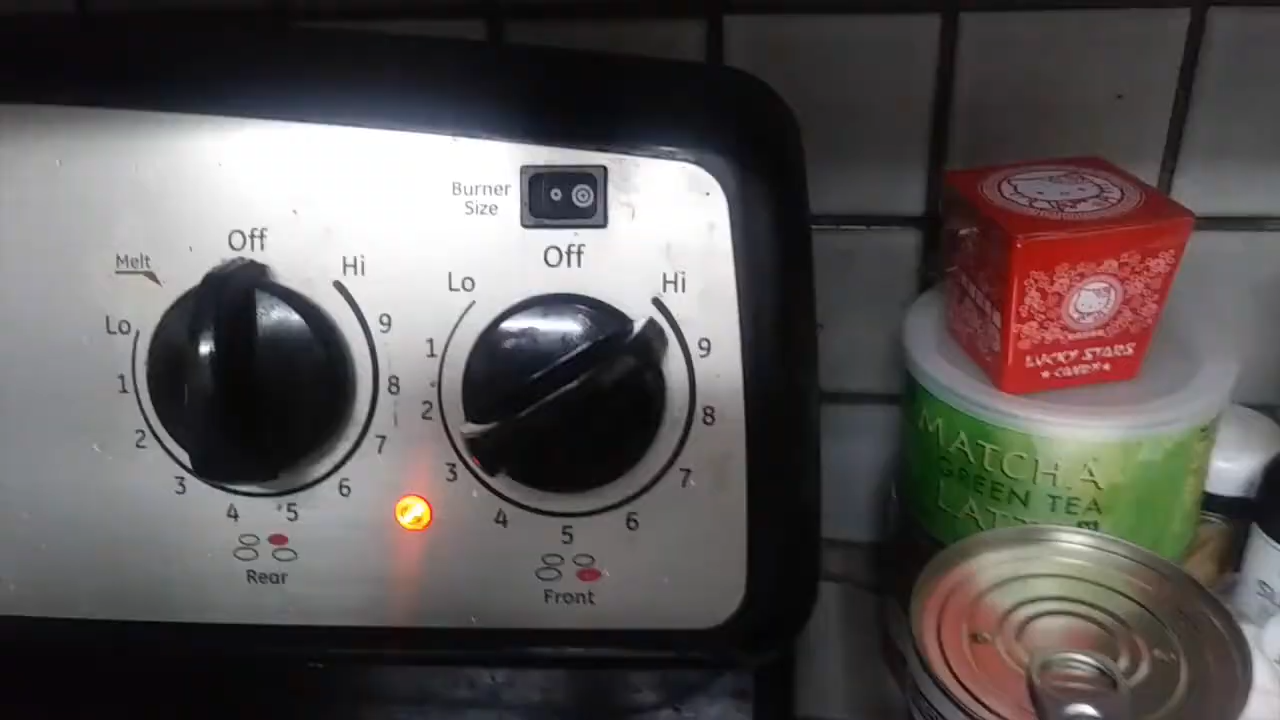 Burner
Size
Off
Off
Melt
Hi
Lo
Hi
Lo
9
1
9
1
8
2
8
2
7
3
7
3
6
4
6
4
5
5
Rear
Front
LUCKY STARS
CANDY
MATCHA
GREEN TEA